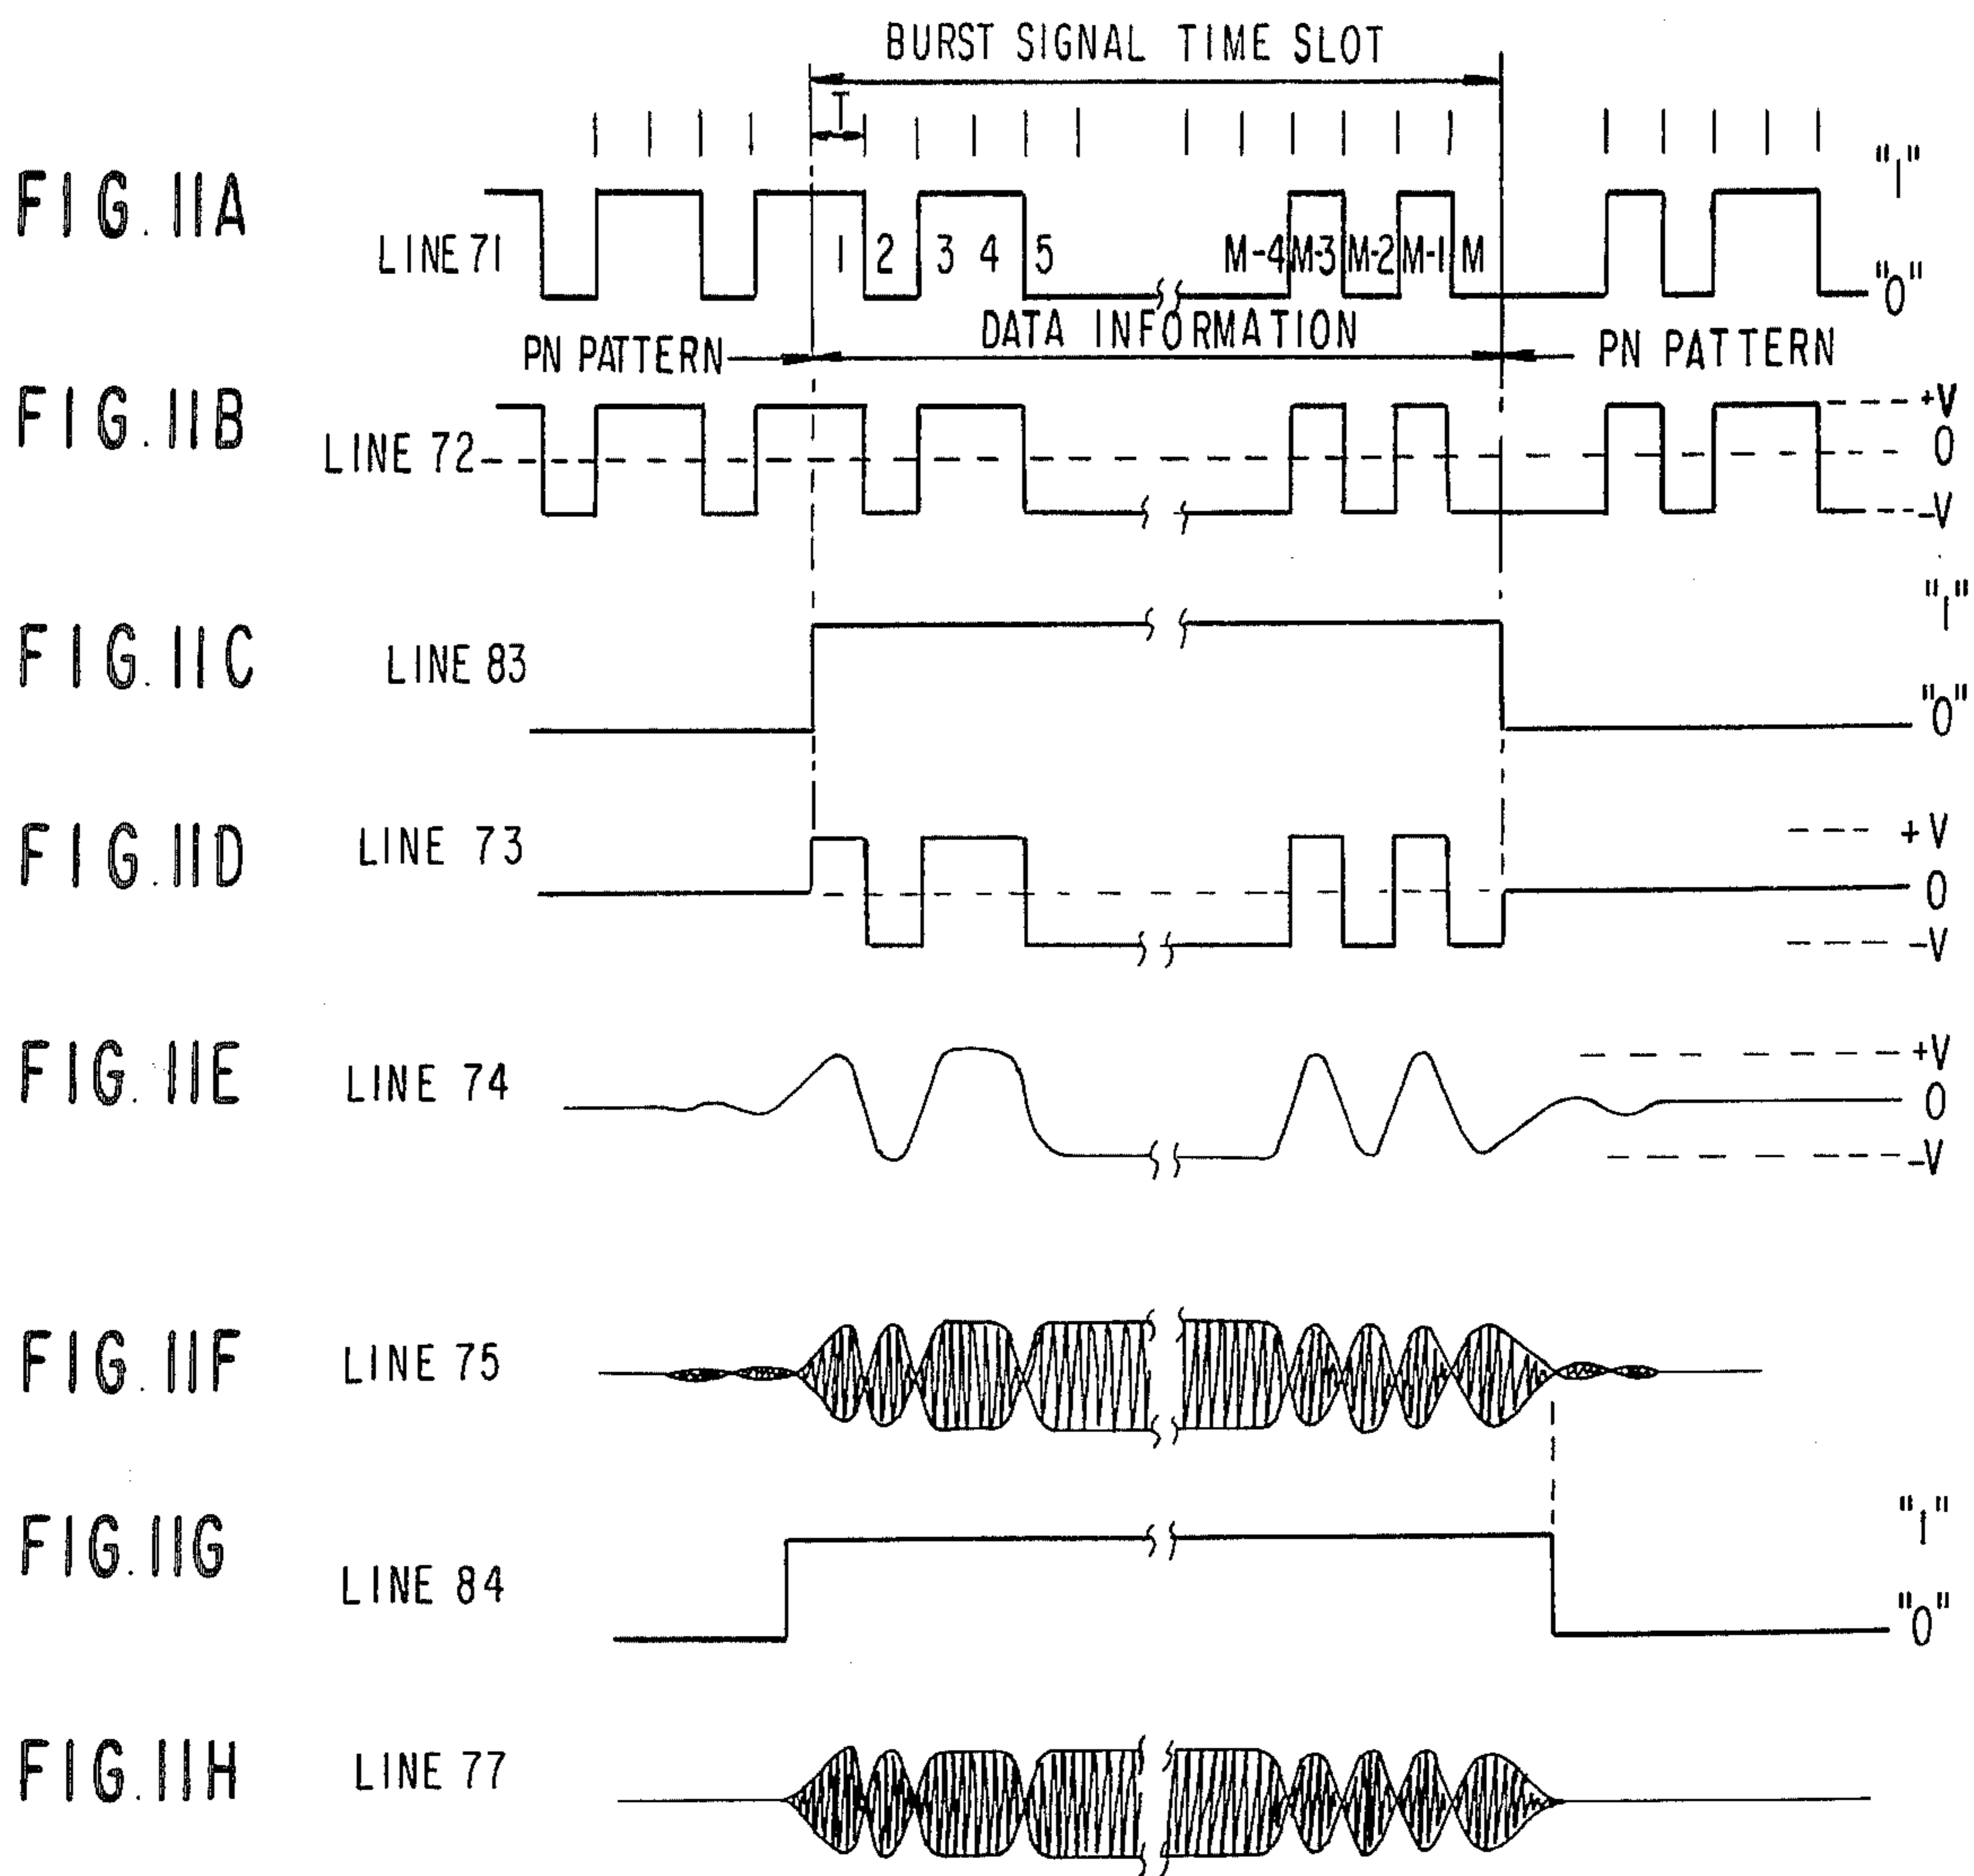 BURST SIGNAL TIME SLOT
T
FIG. 11A
LINE 71
1 2 3 4 5 M-4 M-3 M-2 M-1 M
"1"
"0"
PN PATTERN DATA INFORMATION PN PATTERN
FIG. 11B
LINE 72
+V
0
-V
FIG. 11C
LINE 83
"1"
"0"
FIG. 11D
LINE 73
+V
0
-V
FIG. 11E
LINE 74
+V
0
-V
FIG. 11F
LINE 75
FIG. 11G
LINE 84
"1"
"0"
FIG. 11H
LINE 77